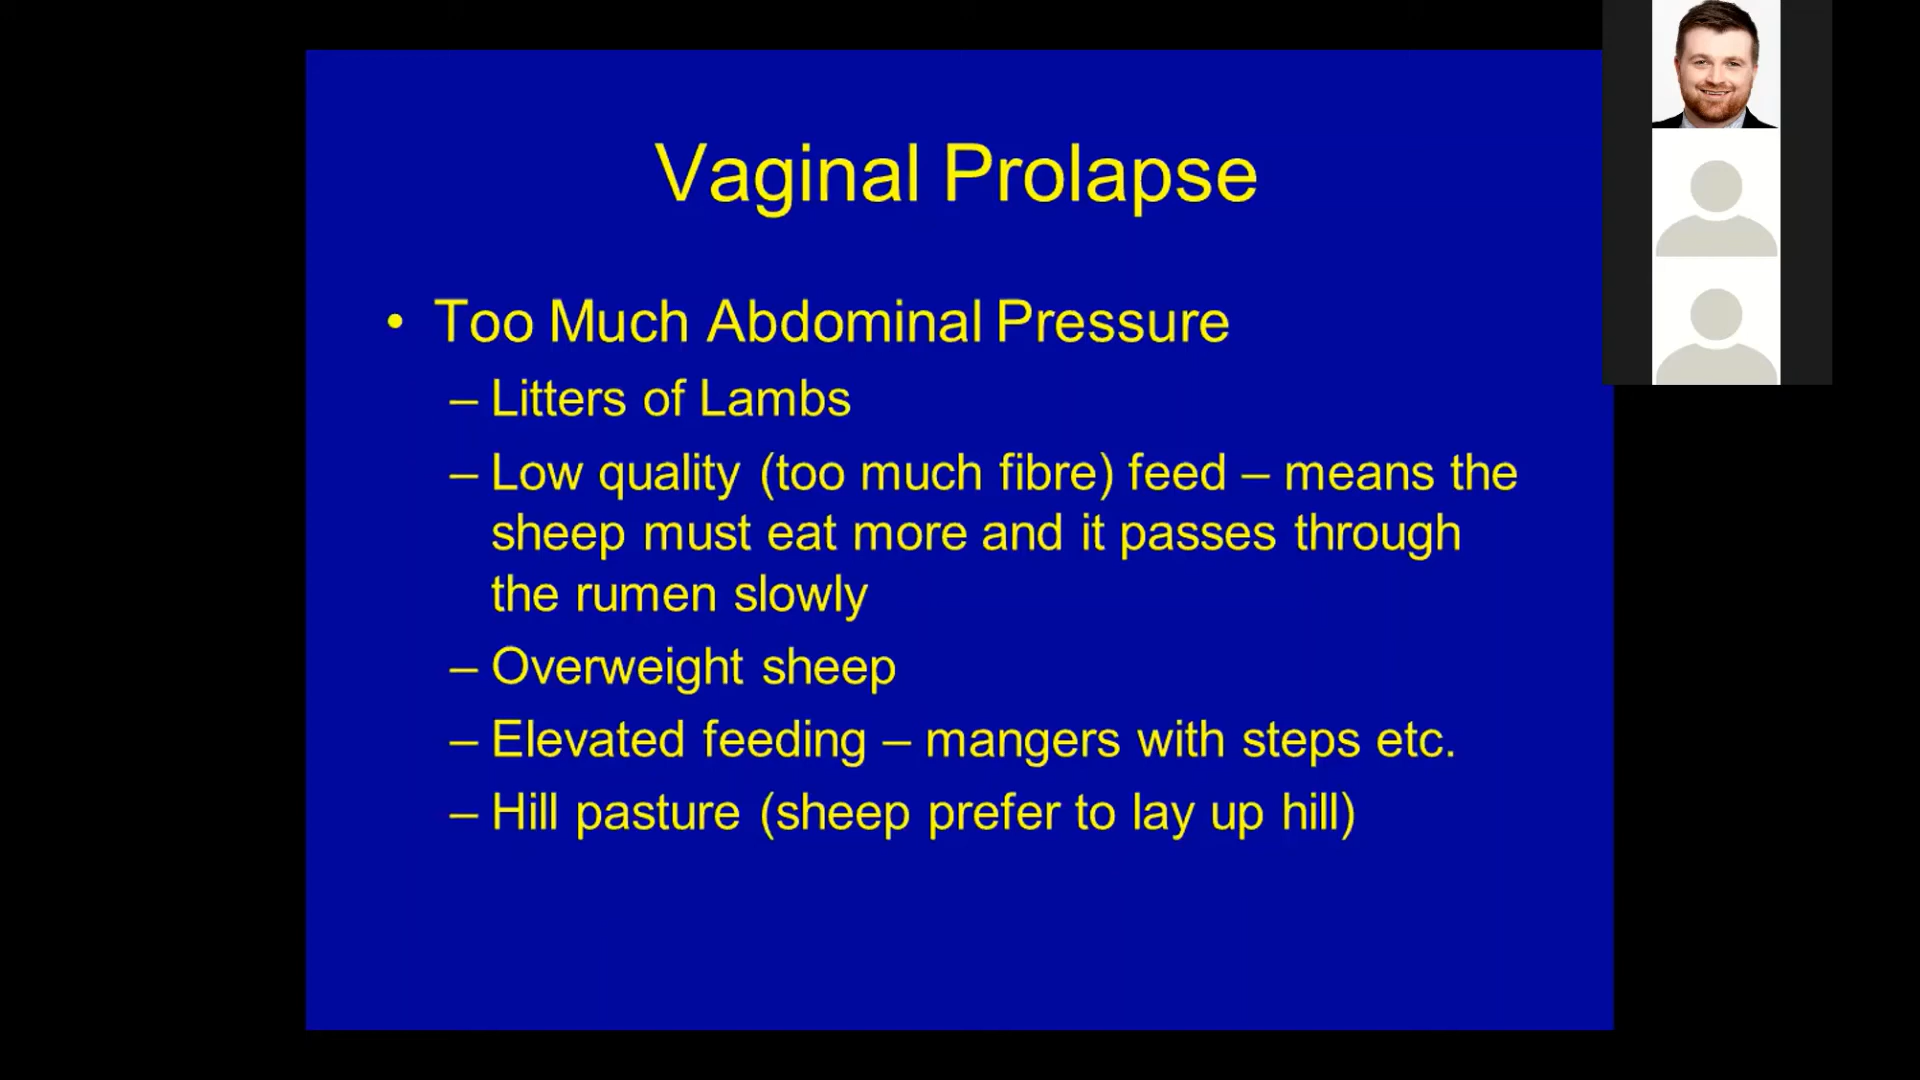 Vaginal Prolapse
• Too Much Abdominal Pressure
– Litters of Lambs
– Low quality (too much fibre) feed – means the
sheep must eat more and it passes through
the rumen slowly
– Overweight sheep
– Elevated feeding – mangers with steps etc.
– Hill pasture (sheep prefer to lay up hill)